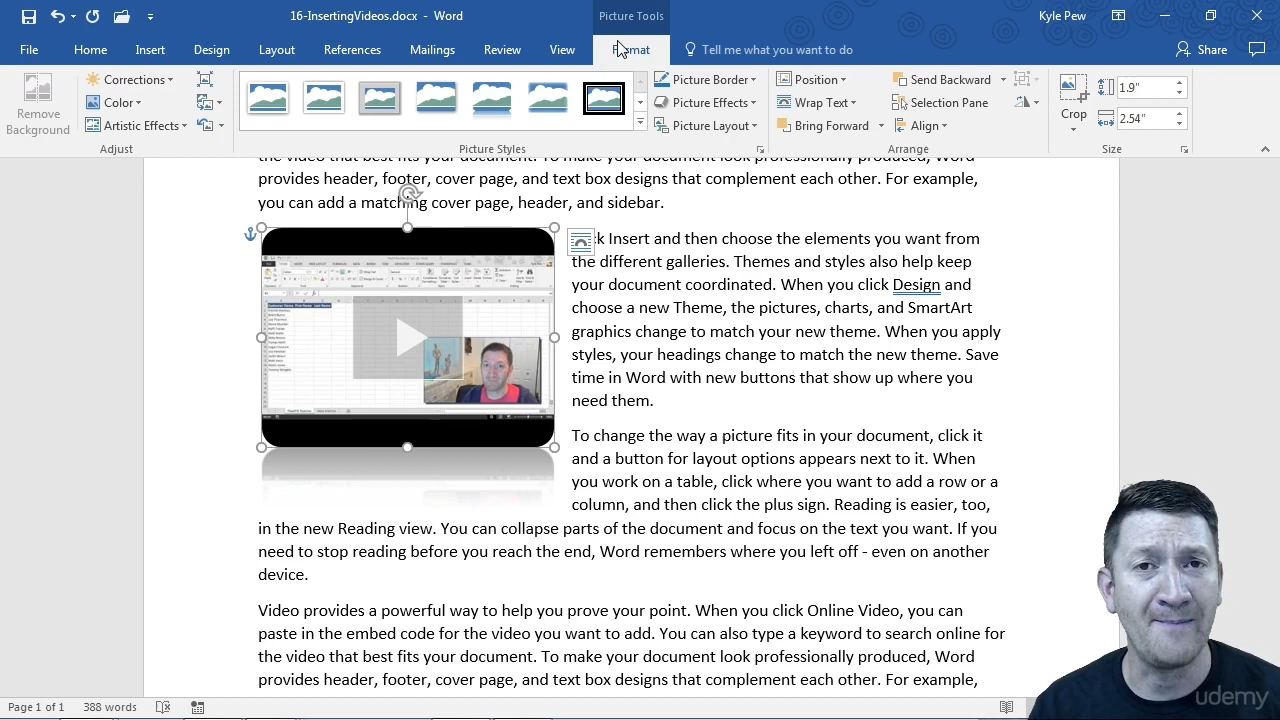 16-InsertingVideos.docx - Word
Picture Tools
Kyle Pew
File
Home
Insert
Design
Layout
References
Mailings
Review
View
Format
Tell me what you want to do
Share
Remove Background
Corrections
Color
Artistic Effects
Adjust
Picture Styles
Picture Border
Picture Effects
Picture Layout
Position
Wrap Text
Bring Forward
Send Backward
Selection Pane
Align
Arrange
Crop
1.9"
2.54"
Size
the video that best fits your document. To make your document look professionally produced, Word
provides header, footer, cover page, and text box designs that complement each other. For example,
you can add a matching cover page, header, and sidebar.
k Insert and then choose the elements you want from
the different galleries. Themes and styles also help keep
your document coordinated. When you click Design and
choose a new Theme, the pictures, charts, and SmartArt
graphics change to match your new theme. When you apply
styles, your headings change to match the new theme. Save
time in Word with new buttons that show up where you
need them.
To change the way a picture fits in your document, click it
and a button for layout options appears next to it. When
you work on a table, click where you want to add a row or a
column, and then click the plus sign. Reading is easier, too,
in the new Reading view. You can collapse parts of the document and focus on the text you want. If you
need to stop reading before you reach the end, Word remembers where you left off - even on another
device.
Video provides a powerful way to help you prove your point. When you click Online Video, you can
paste in the embed code for the video you want to add. You can also type a keyword to search online for
the video that best fits your document. To make your document look professionally produced, Word
provides header, footer, cover page, and text box designs that complement each other. For example,
Page 1 of 1
388 words
udemy